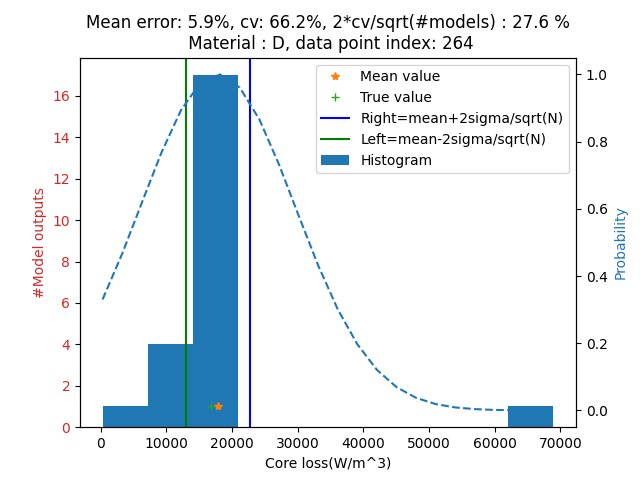 Mean error: 5.9%, cv: 66.2%, 2*cv/sqrt(#models) : 27.6 %
Material : D, data point index: 264
Mean value
True value
Right=mean+2sigma/sqrt(N)
Left=mean-2sigma/sqrt(N)
Histogram
#Model outputs
16
14
12
10
8
6
4
2
0
1.0
0.8
0.6
0.4
0.2
0.0
Probability
0 10000 20000 30000 40000 50000 60000 70000
Core loss(W/m^3)